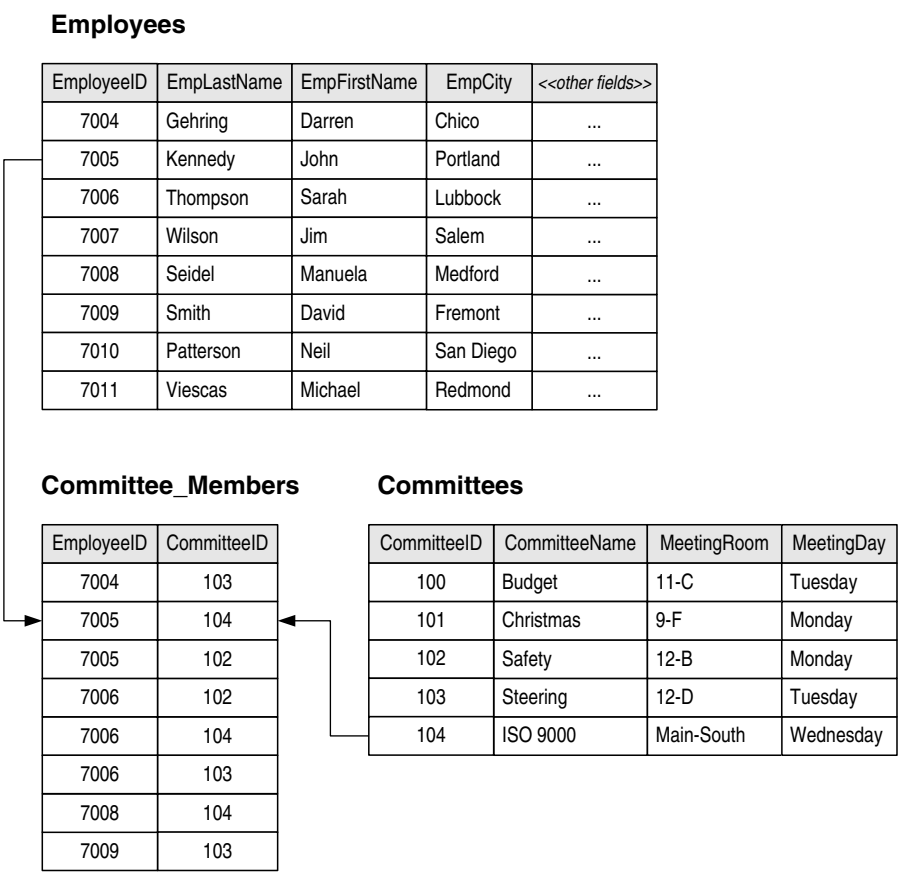 Employees
EmployeeID EmpLastName EmpFirstName EmpCity <<other fields>>
7004 Gehring Darren Chico ...
7005 Kennedy John Portland ...
7006 Thompson Sarah Lubbock ...
7007 Wilson Jim Salem ...
7008 Seidel Manuela Medford ...
7009 Smith David Fremont ...
7010 Patterson Neil San Diego ...
7011 Viescas Michael Redmond ...
Committee_Members
EmployeeID CommitteeID
7004 103
7005 104
7005 102
7006 102
7006 104
7006 103
7008 104
7009 103
Committees
CommitteeID CommitteeName MeetingRoom MeetingDay
100 Budget 11-C Tuesday
101 Christmas 9-F Monday
102 Safety 12-B Monday
103 Steering 12-D Tuesday
104 ISO 9000 Main-South Wednesday